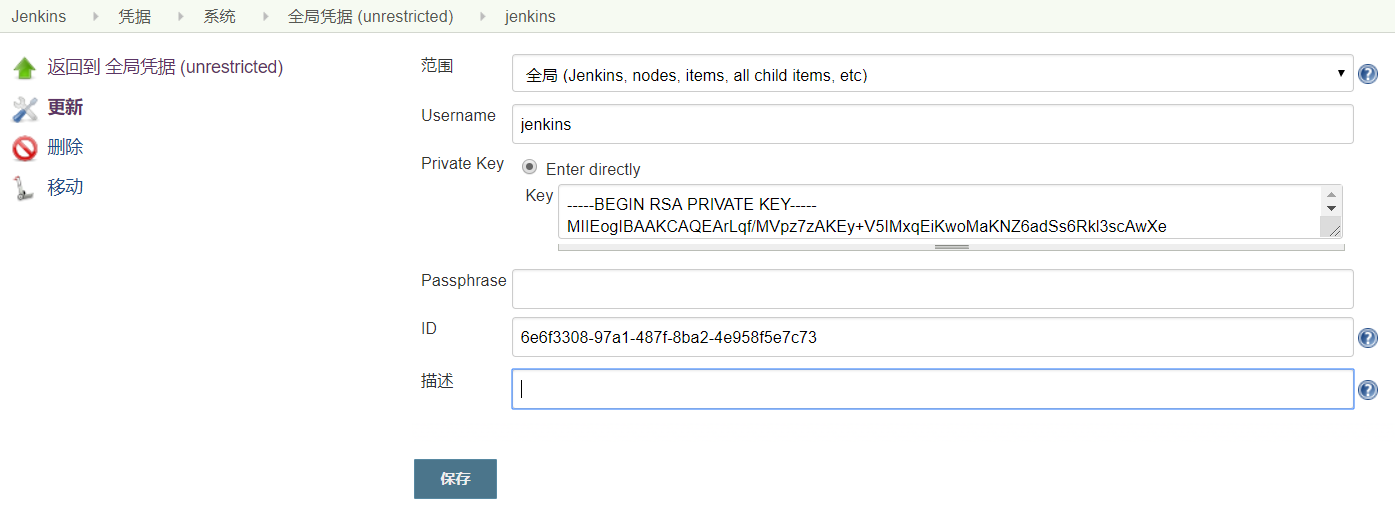 Jenkins 凭据 系统 全局凭据 (unrestricted) jenkins
返回到 全局凭据 (unrestricted)
更新
删除
移动
范围 全局 (Jenkins, nodes, items, all child items, etc)
Username jenkins
Private Key Enter directly
Key -----BEGIN RSA PRIVATE KEY-----
MIIEogIBAAKCAQEArLqf/MVpz7zAKEy+V5IMxqEiKwoMaKNZ6adSs6Rkl3scAwXe
Passphrase
ID 6e6f3308-97a1-487f-8ba2-4e958f5e7c73
描述
保存